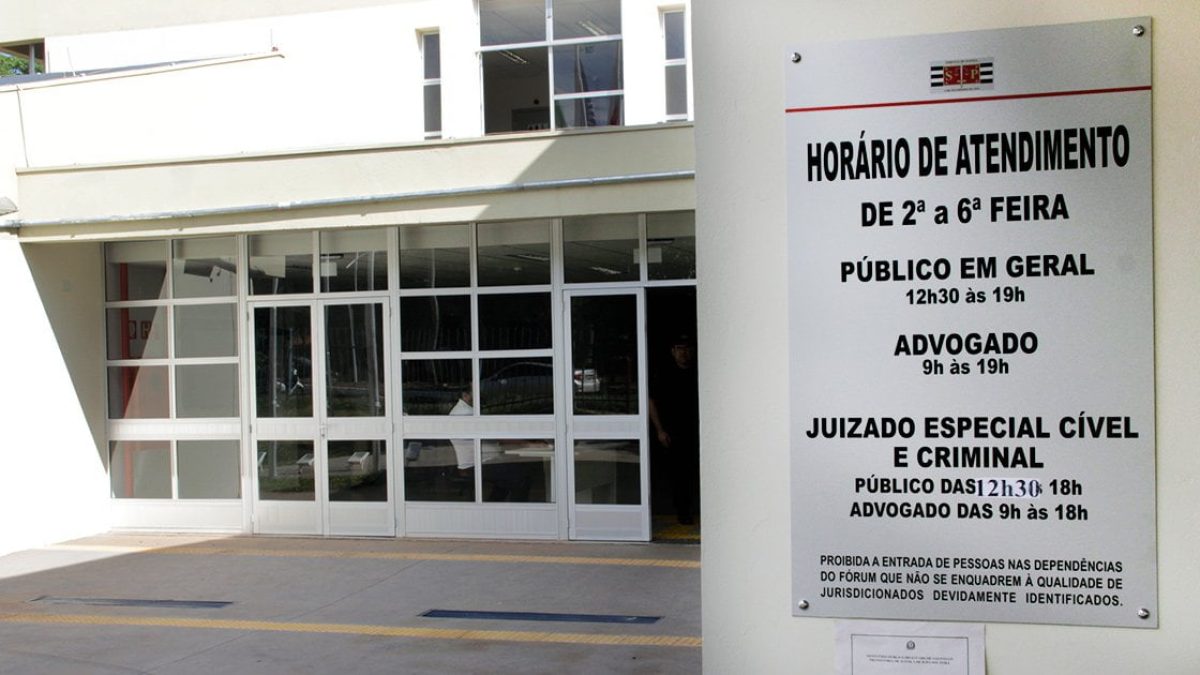 SP
HORÁRIO DE ATENDIMENTO
DE 2ª a 6ª FEIRA
PÚBLICO EM GERAL
12h30 às 19h
ADVOGADO
9h às 19h
JUIZADO ESPECIAL CÍVEL
E CRIMINAL
PÚBLICO DAS 12h30 18h
ADVOGADO DAS 9h às 18h
PROIBIDA A ENTRADA DE PESSOAS NAS DEPENDÊNCIAS
DO FÓRUM QUE NÃO SE ENQUADREM À QUALIDADE DE
JURISDICIONADOS DEVIDAMENTE IDENTIFICADOS.